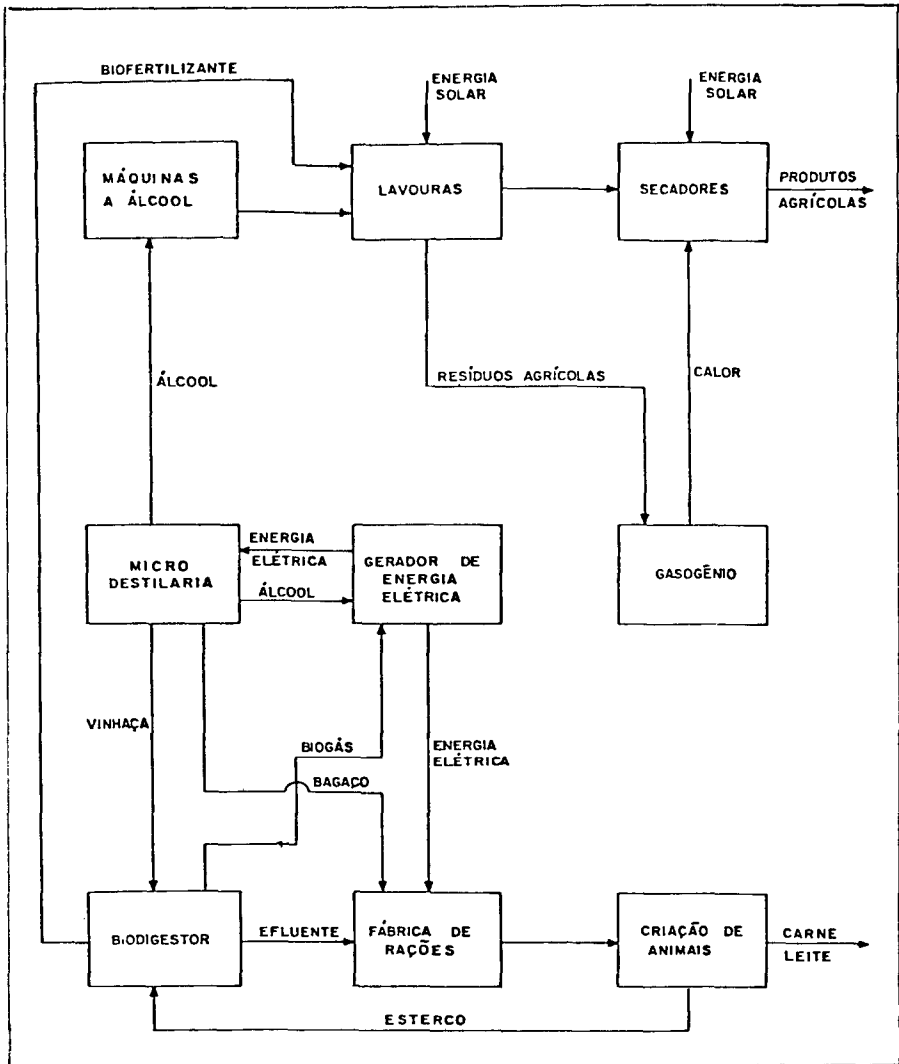 BIOFERTILIZANTE
ENERGIA
SOLAR
ENERGIA
SOLAR
MÁQUINAS
A ÁLCOOL
LAVOURAS
SECADORES
PRODUTOS
AGRÍCOLAS
ÁLCOOL
RESÍDUOS AGRÍCOLAS
CALOR
MICRO
DESTILARIA
ENERGIA
ELÉTRICA
ÁLCOOL
GERADOR DE
ENERGIA
ELÉTRICA
GASOGÊNIO
VINHAÇA
BIOGÁS
BAGAÇO
ENERGIA
ELÉTRICA
BIODIGESTOR
EFLUENTE
FÁBRICA DE
RAÇÕES
CRIAÇÃO DE
ANIMAIS
CARNE
LEITE
ESTERCO